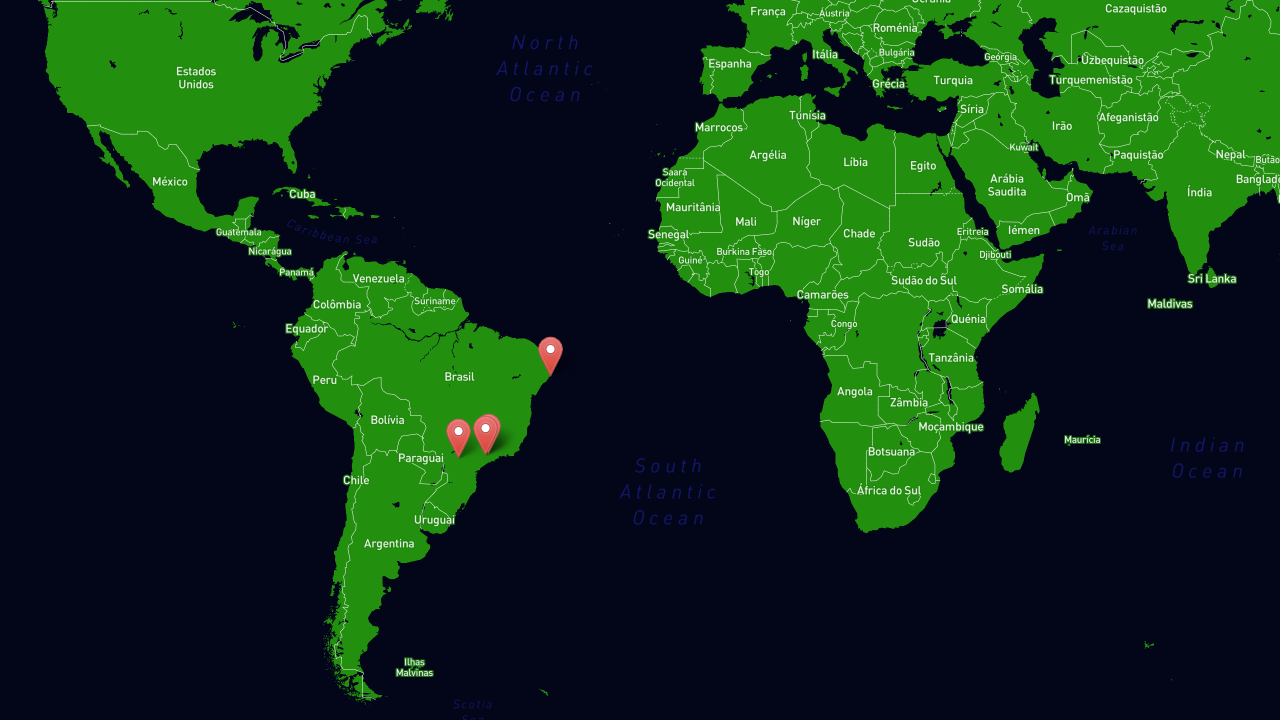 França
Áustria
Cazaquistão
Roménia
North
Atlantic
Ocean
Bulgária
Itália
Geórgia
Espanha
Uzbequistão
Estados
Unidos
Turquemenistão
Turquia
Grécia
Síria
Tunísia
Afeganistão
Irão
Marrocos
Kuwait
Argélia
Líbia
Egito
Paquistão
Nepal
Butão
Saara
Ocidental
México
Arábia
Saudita
Cuba
Índia
Omã
Mauritânia
Mali
Níger
Guatemala
Caribbean Sea
Senegal
Chade
Sudão
Eritreia
Iémen
Arabian
Sea
Nicarágua
Burkina Faso
Djibouti
Guiné
Panamá
Togo
Venezuela
Sudão do Sul
Sri Lanka
Somália
Camarões
Suriname
Colômbia
Maldivas
Congo
Quénia
Equador
Tanzânia
Brasil
Peru
Angola
Zâmbia
Bolívia
Moçambique
Maurícia
Indian
Ocean
Botsuana
Paraguai
South
Atlantic
Ocean
Chile
África do Sul
Uruguai
Argentina
Ilhas
Malvinas
Scotia